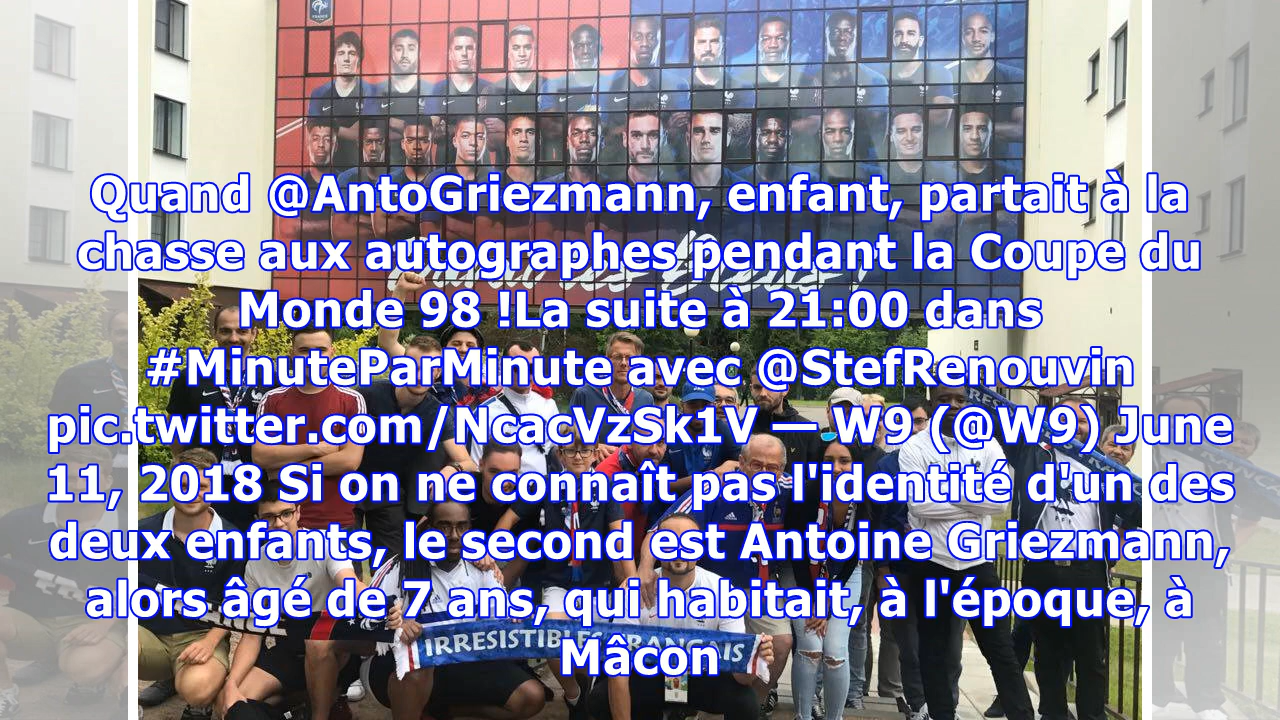 FRANCE
Quand @AntoGriezmann, enfant, partait à la
chasse aux autographes pendant la Coupe du
Monde 98 !La suite à 21:00 dans
#MinuteParMinute avec @StefRenouvin
pic.twitter.com/NcacVzSk1V — W9 (@W9) June
11, 2018 Si on ne connaît pas l'identité d'un des
deux enfants, le second est Antoine Griezmann,
alors âgé de 7 ans, qui habitait, à l'époque, à
Mâcon
IRRESISTIBLES FRANÇAIS